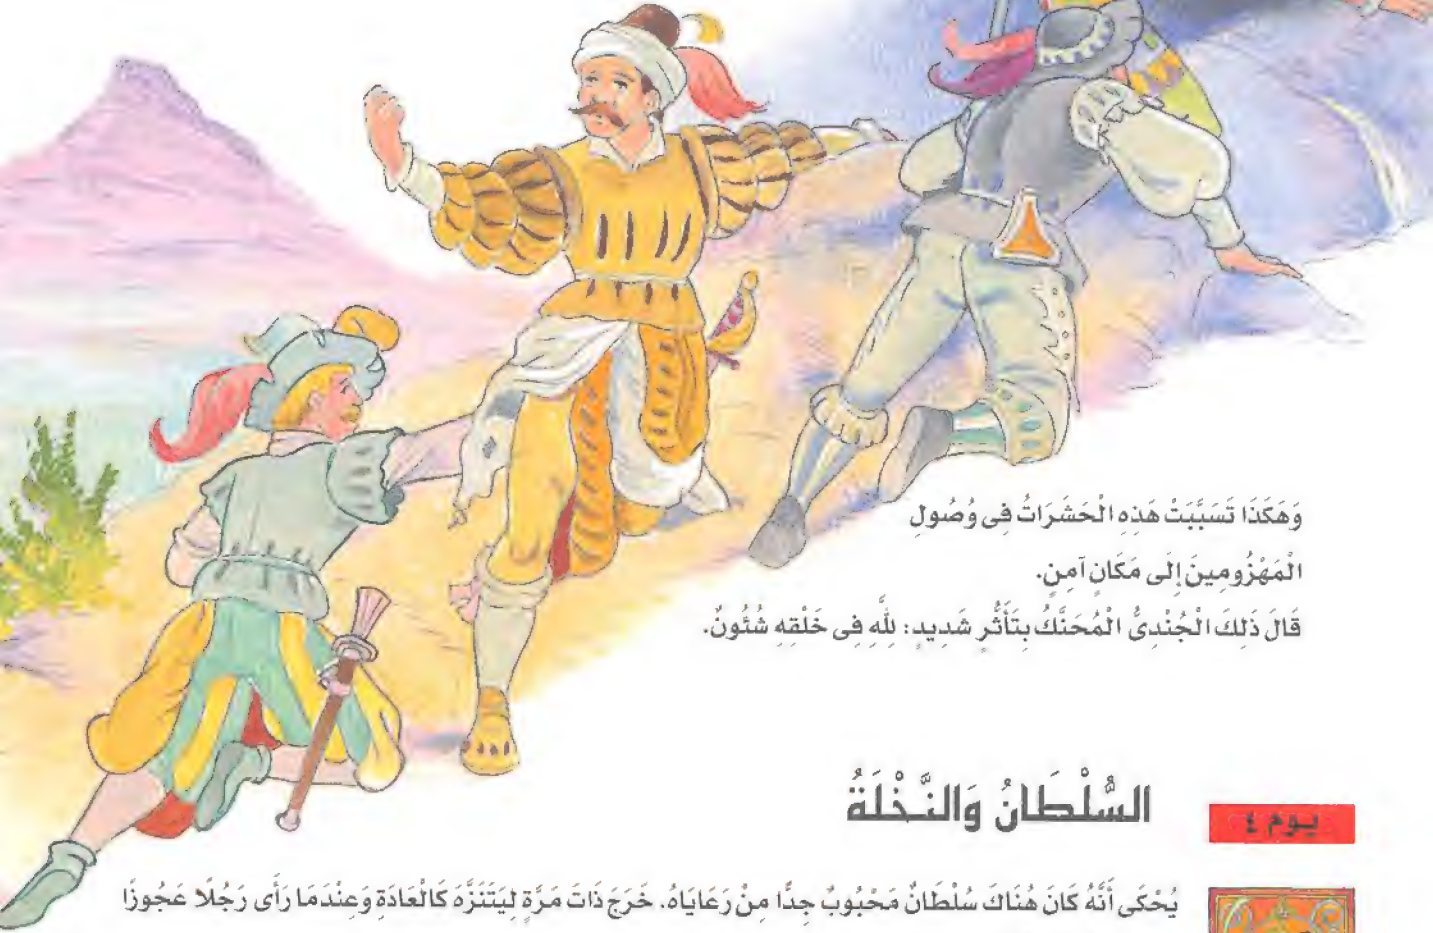 وَهَكَذَا تَسَبَّبَتْ هَذِهِ الْحَشَرَاتُ فِى وُصُولِ
الْمَهْزُومِينَ إِلَى مَكَانٍ آمِنٍ.
قَالَ ذَلِكَ الْجُنْدِىُّ الْمُحَنَّكُ بِتَأَثُّرٍ شَدِيدٍ: لِلَّهِ فِى خَلْقِهِ شُئُونٌ.
يوم ٤
السُّلْطَانُ وَالنَّخْلَةُ
يُحْكَى أَنَّهُ كَانَ هُنَاكَ سُلْطَانٌ مَحْبُوبٌ جِدًّا مِنْ رَعَايَاهُ. خَرَجَ ذَاتَ مَرَّةٍ لِيَتَنَزَّهَ كَالْعَادَةِ وَعِنْدَمَا رَأَى رَجُلًا عَجُوزًا